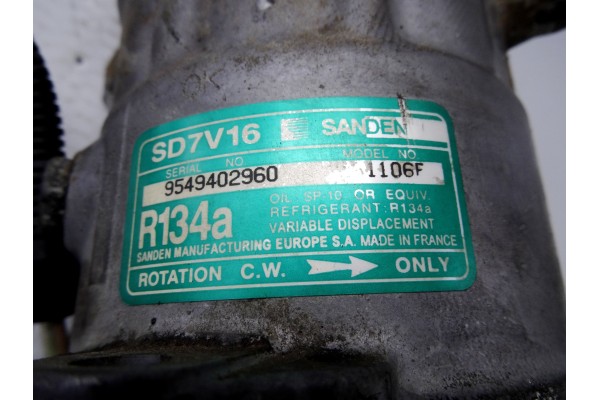 OK
SD7V16 SANDEN
SERIAL NO MODEL NO
9549402960 1106F
R134a
OIL SP-10 OR EQUIV.
REFRIGERANT:R134a
VARIABLE DISPLACEMENT
SANDEN MANUFACTURING EUROPE S.A. MADE IN FRANCE
ROTATION C.W. ONLY